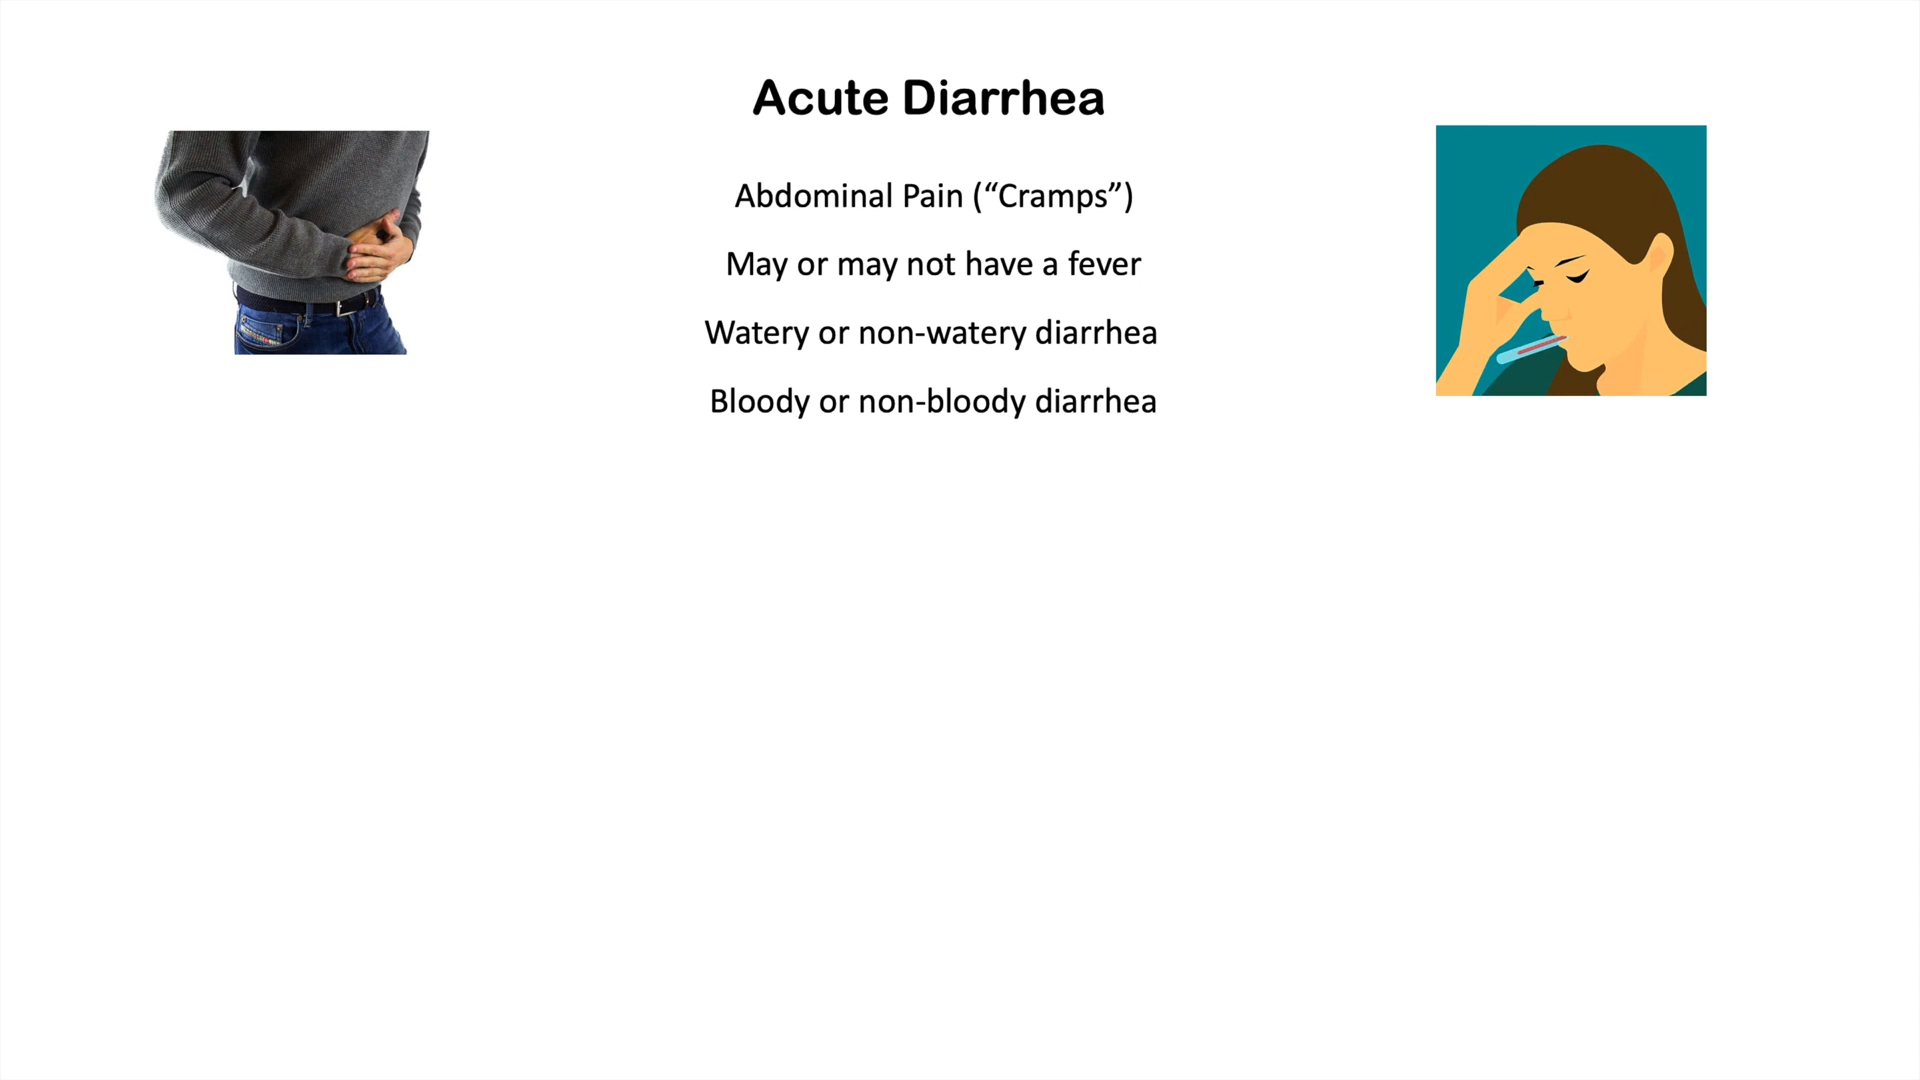 Acute Diarrhea
Abdominal Pain (“Cramps”)
May or may not have a fever
Watery or non-watery diarrhea
Bloody or non-bloody diarrhea